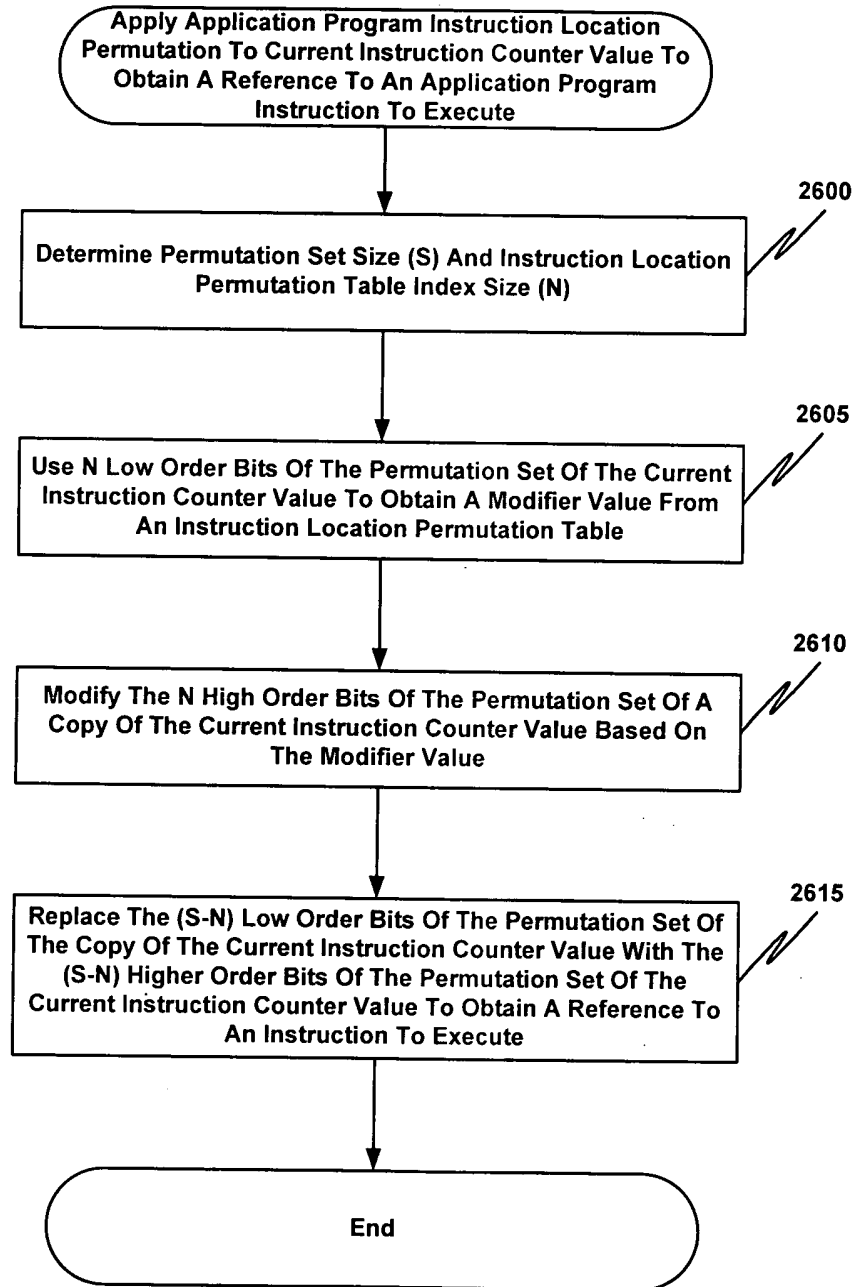 Apply Application Program Instruction Location
Permutation To Current Instruction Counter Value To
Obtain A Reference To An Application Program
Instruction To Execute
2600
Determine Permutation Set Size (S) And Instruction Location
Permutation Table Index Size (N)
2605
Use N Low Order Bits Of The Permutation Set Of The Current
Instruction Counter Value To Obtain A Modifier Value From
An Instruction Location Permutation Table
2610
Modify The N High Order Bits Of The Permutation Set Of A
Copy Of The Current Instruction Counter Value Based On
The Modifier Value
2615
Replace The (S-N) Low Order Bits Of The Permutation Set Of
The Copy Of The Current Instruction Counter Value With The
(S-N) Higher Order Bits Of The Permutation Set Of The
Current Instruction Counter Value To Obtain A Reference To
An Instruction To Execute
End